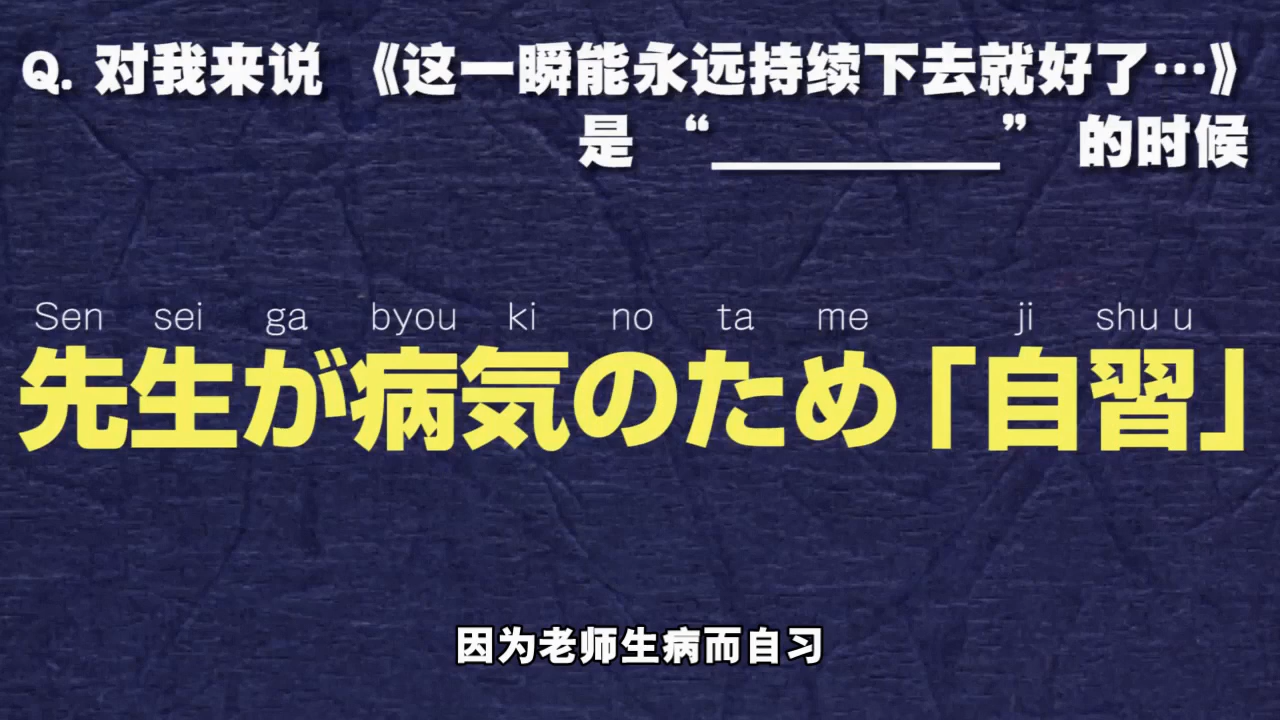 Q. 对我来说 《这一瞬能永远持续下去就好了…》
是 “__________” 的时候
Sen sei ga byou ki no ta me ji shu u
先生が病気のため「自習」
因为老师生病而自习